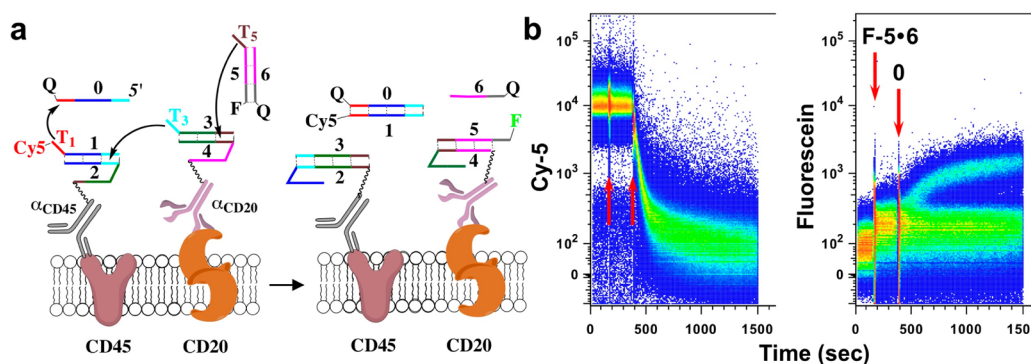 a
Q 0 5'
Cy5 T1 1
2
αCD45
T3 3
4
T5
5 6
F Q
αCD20
CD45 CD20
Q 0
Cy5 1
3
2
6 Q
F
5
4
CD45 CD20
b
Cy-5
10^5
10^4
10^3
10^2
0
0 500 1000 1500
Fluorescein
F-5•6
0
10^5
10^4
10^3
10^2
0
0 500 1000 150
Time (sec)